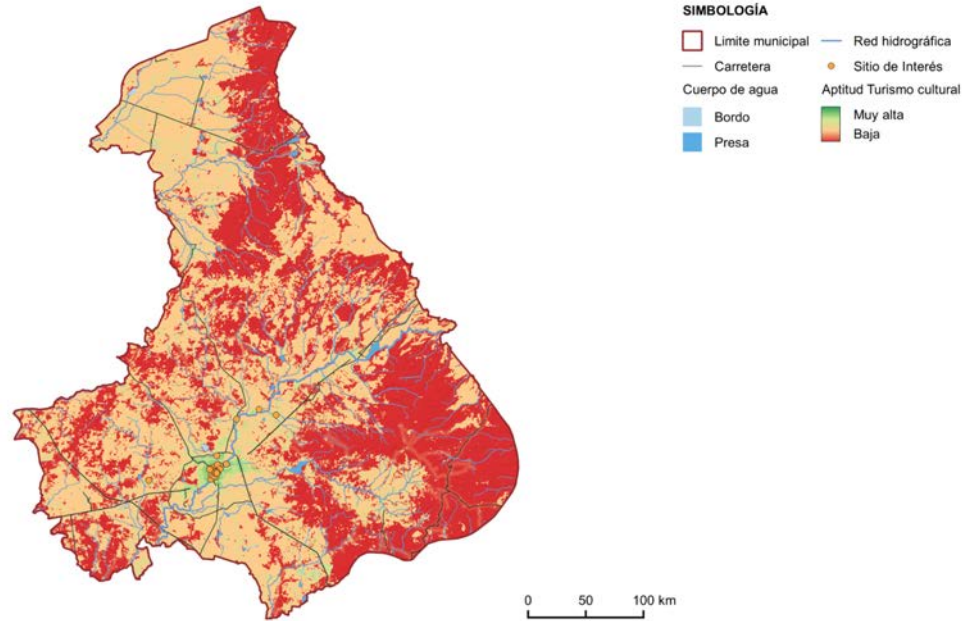 SIMBOLOGÍA
Limite municipal
Red hidrográfica
Carretera
Sitio de Interés
Cuerpo de agua
Aptitud Turismo cultural
Bordo
Muy alta
Presa
Baja
0 50 100 km